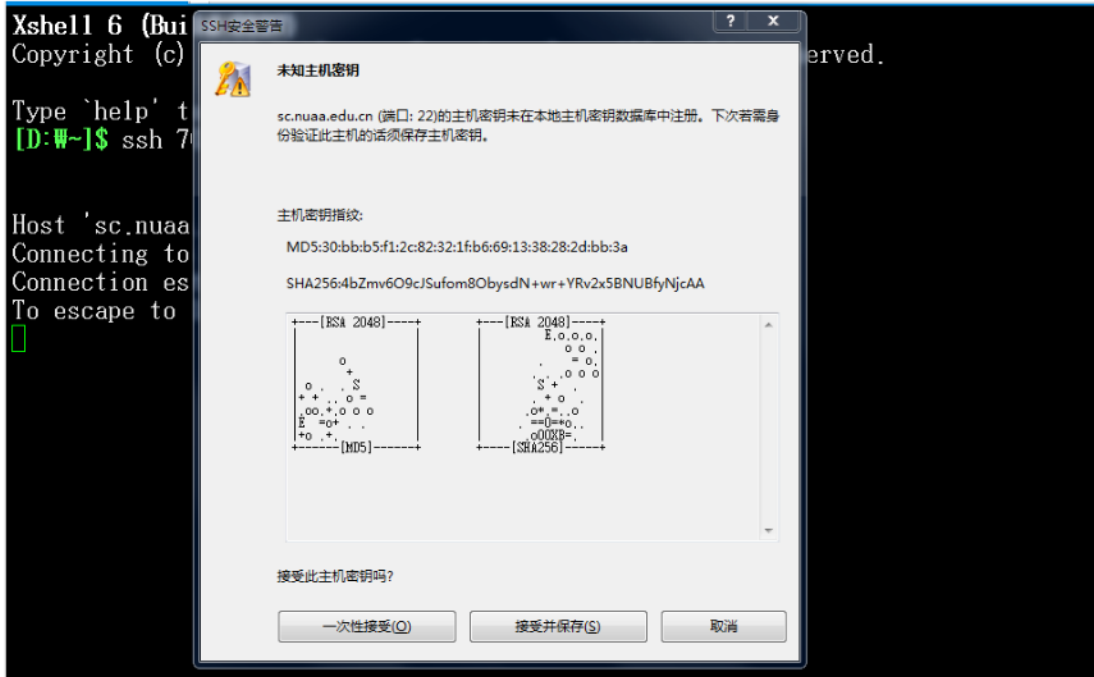 Xshell 6 (Bui
Copyright (c)
erved.
Type `help' t
[D:₩~]$ ssh 7
Host 'sc.nuaa
Connecting to
Connection es
To escape to
SSH安全警告
未知主机密钥
sc.nuaa.edu.cn (端口: 22)的主机密钥未在本地主机密钥数据库中注册。下次若需身
份验证此主机的话须保存主机密钥。
主机密钥指纹:
MD5:30:bb:b5:f1:2c:82:32:1f:b6:69:13:38:28:2d:bb:3a
SHA256:4bZmv6O9cJSufom8ObysdN+wr+YRv2x5BNUBfyNjcAA
+---[RSA 2048]----+ +---[RSA 2048]----+
| | | E.o.o.o.|
| | | o o .|
| o | | . = o.|
| + | | . . .o o o|
| o . . S | | S + . |
|+ + . . o = | | . + o . |
|.oo.+.o o o | | .o*.=..o |
|E =o+ . . | | . ==O=*o.. |
|+o .+. | | .oOOXB=. |
+------[MD5]------+ +----[SHA256]-----+
接受此主机密钥吗?
一次性接受(O)
接受并保存(S)
取消